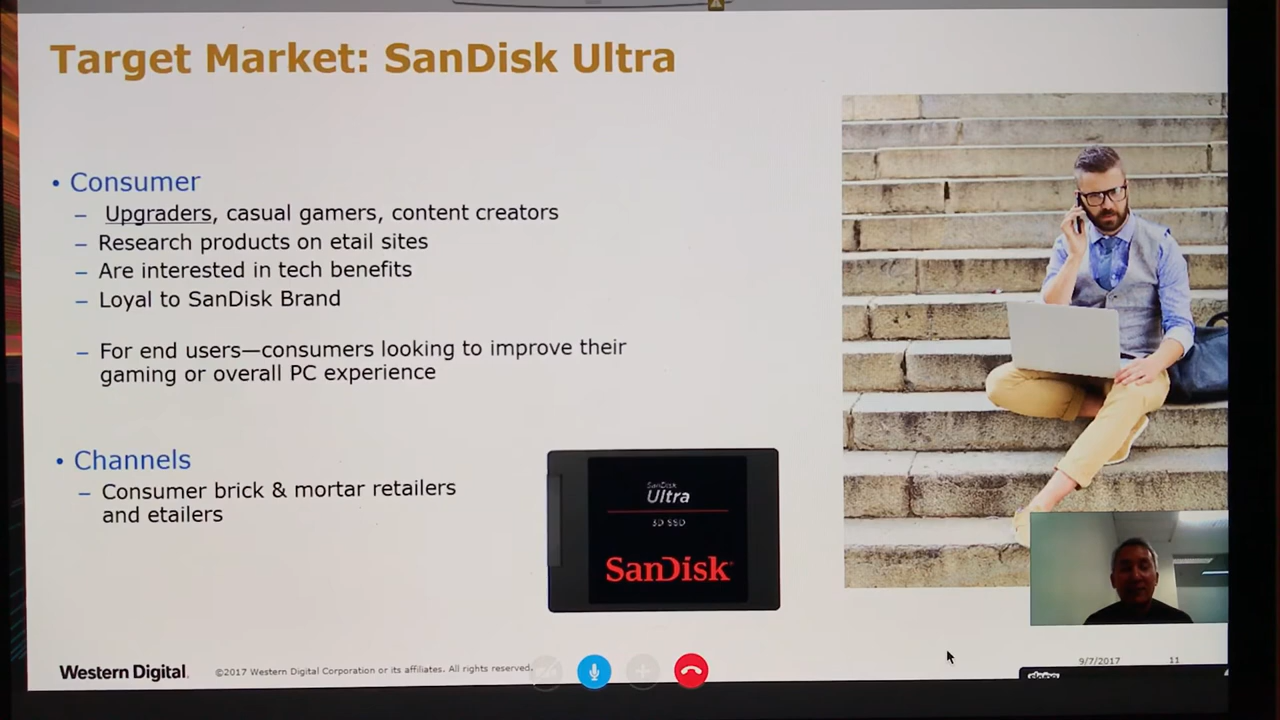 Target Market: SanDisk Ultra
• Consumer
– Upgraders, casual gamers, content creators
– Research products on etail sites
– Are interested in tech benefits
– Loyal to SanDisk Brand
– For end users—consumers looking to improve their
gaming or overall PC experience
• Channels
– Consumer brick & mortar retailers
and etailers
SanDisk
Ultra
3D SSD
SanDisk®
Western Digital.
©2017 Western Digital Corporation or its affiliates. All rights reserved.
9/7/2017
11